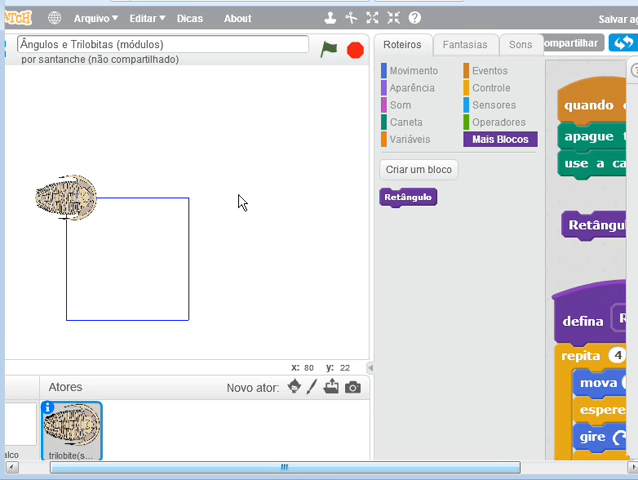 Arquivo Editar Dicas About
Salvar ag
Ângulos e Trilobitas (módulos)
por santanche (não compartilhado)
Roteiros Fantasias Sons
ompartilhar
Movimento Eventos
Aparência Controle
Som Sensores
Caneta Operadores
Variáveis Mais Blocos
Criar um bloco
Retângulo
quando
apague t
use a ca
Retângu
defina R
repita 4
mova
espere
gire
x: 80 y: 22
Atores Novo ator:
alco
trilobite(s...